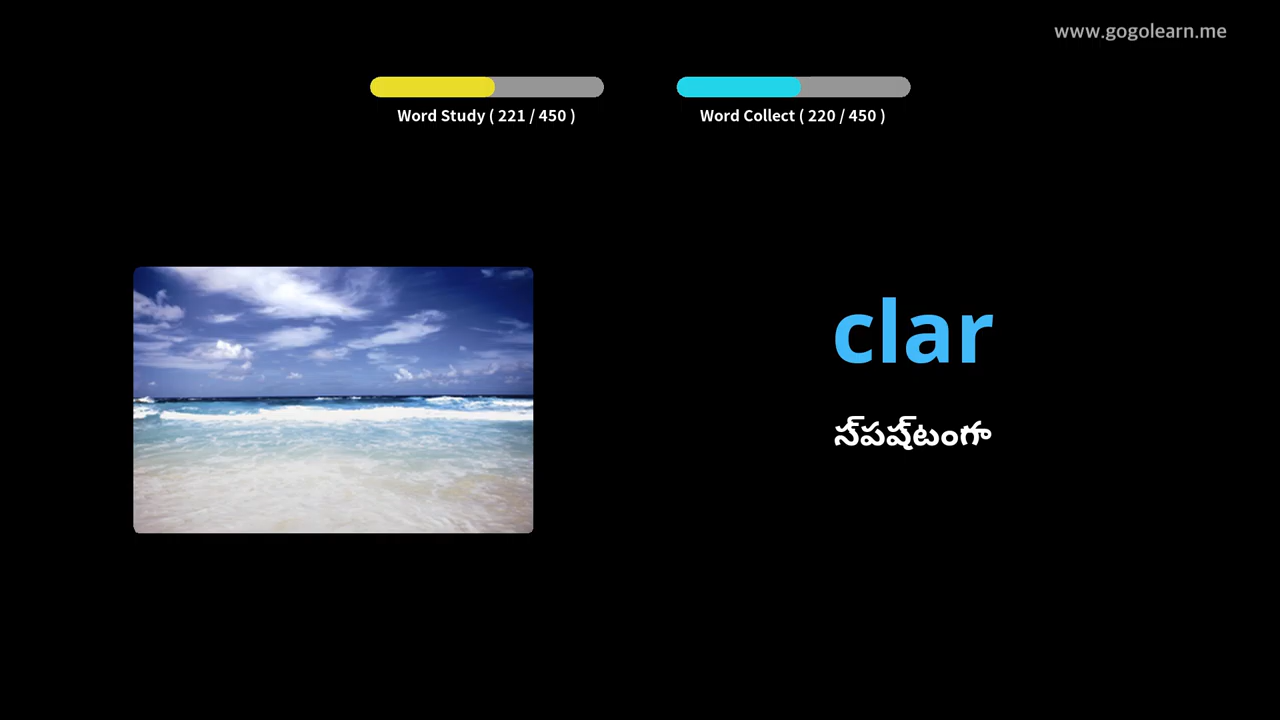 www.gogolearn.me
Word Study ( 221 / 450 )
Word Collect ( 220 / 450 )
clar
స్‌పష్‌టంగా